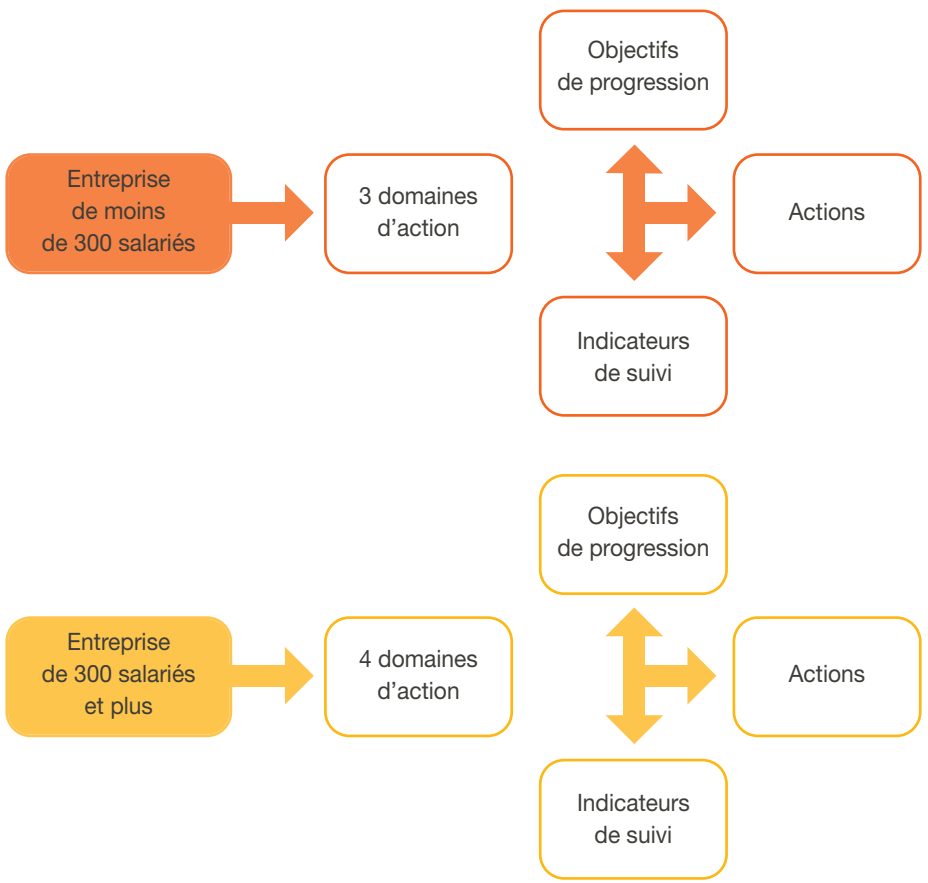 Objectifs
de progression
Entreprise
de moins
de 300 salariés
3 domaines
d’action
Actions
Indicateurs
de suivi
Objectifs
de progression
Entreprise
de 300 salariés
et plus
4 domaines
d’action
Actions
Indicateurs
de suivi